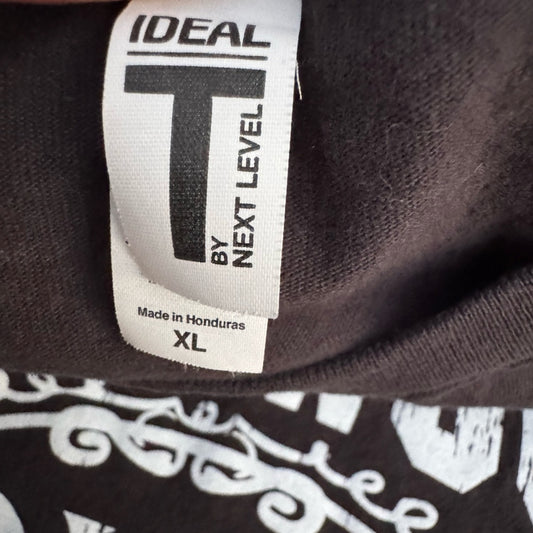 IDEAL
T
BY
NEXT LEVEL
Made in Honduras
XL